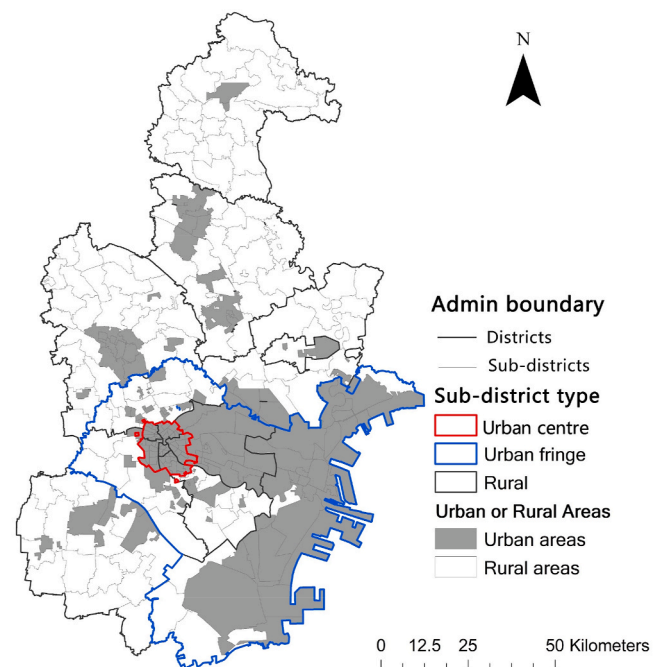 N
Admin boundary
Districts
Sub-districts
Sub-district type
Urban centre
Urban fringe
Rural
Urban or Rural Areas
Urban areas
Rural areas
0 12.5 25 50 Kilometers